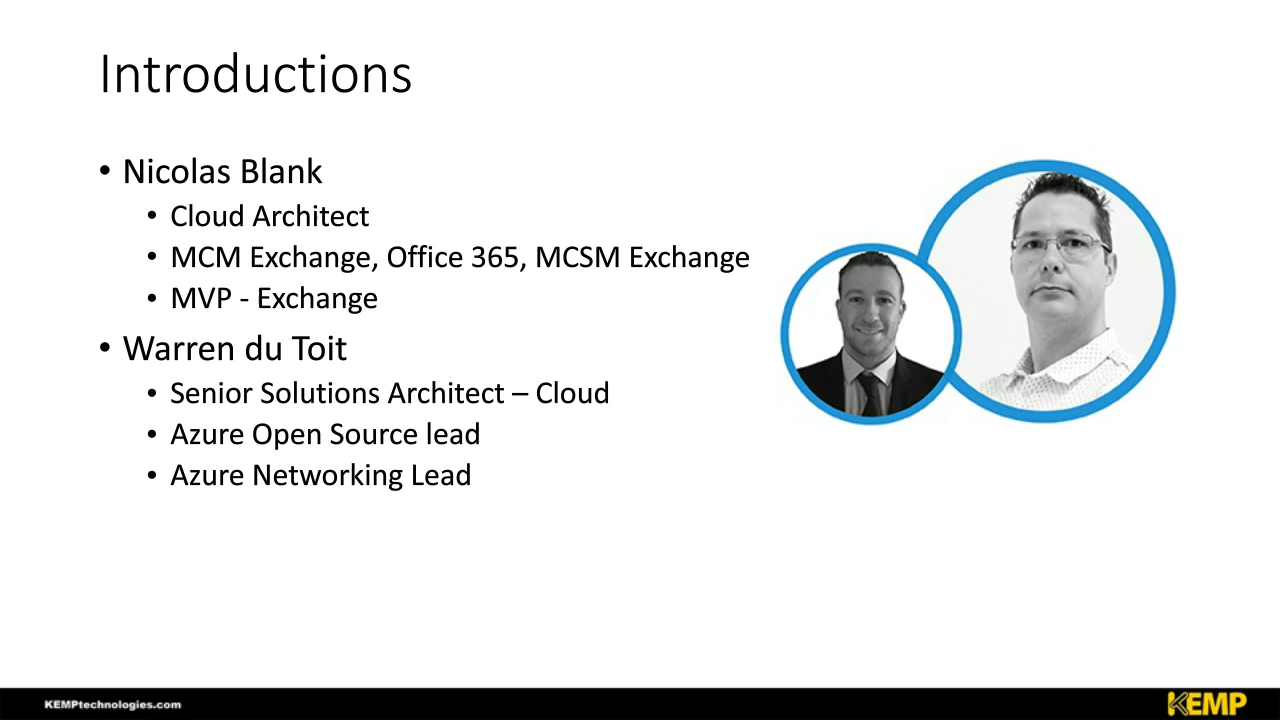 Introductions
• Nicolas Blank
• Cloud Architect
• MCM Exchange, Office 365, MCSM Exchange
• MVP - Exchange
• Warren du Toit
• Senior Solutions Architect – Cloud
• Azure Open Source lead
• Azure Networking Lead
KEMPtechnologies.com
KEMP